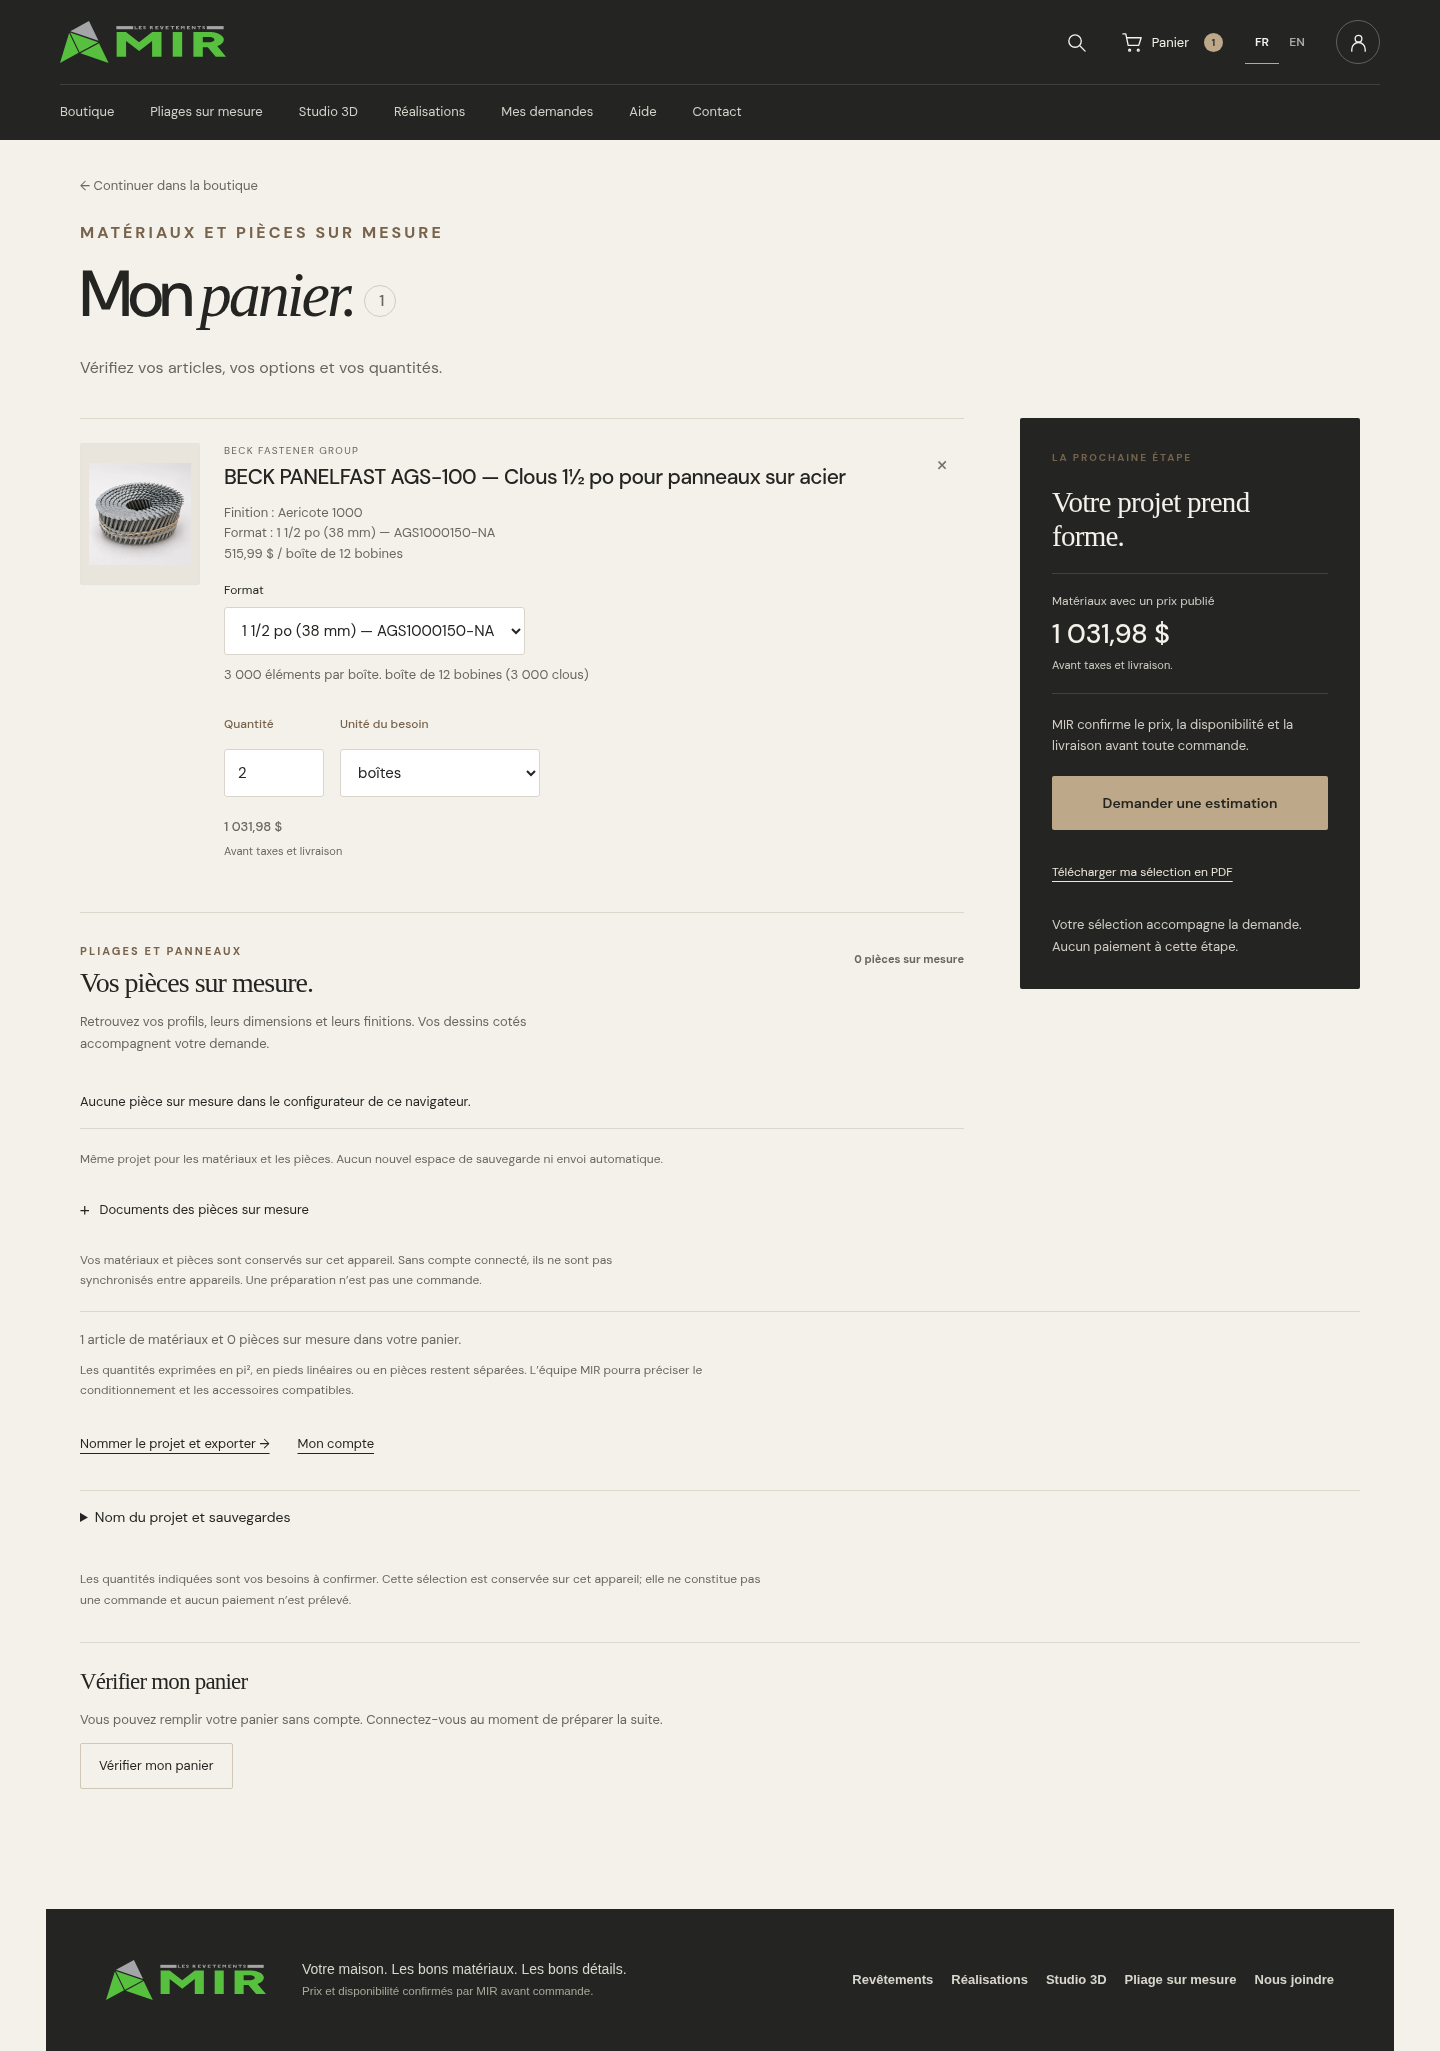 LES REVÊTEMENTS
MIR
Panier 1
FR EN
Boutique Pliages sur mesure Studio 3D Réalisations Mes demandes Aide Contact
← Continuer dans la boutique
MATÉRIAUX ET PIÈCES SUR MESURE
Mon panier. 1
Vérifiez vos articles, vos options et vos quantités.
BECK FASTENER GROUP
BECK PANELFAST AGS-100 — Clous 1½ po pour panneaux sur acier
×
Finition : Aericote 1000
Format : 1 1/2 po (38 mm) — AGS1000150-NA
515,99 $ / boîte de 12 bobines
Format
1 1/2 po (38 mm) — AGS1000150-NA
3 000 éléments par boîte. boîte de 12 bobines (3 000 clous)
Quantité Unité du besoin
2 boîtes
1 031,98 $
Avant taxes et livraison
LA PROCHAINE ÉTAPE
Votre projet prend
forme.
Matériaux avec un prix publié
1 031,98 $
Avant taxes et livraison.
MIR confirme le prix, la disponibilité et la
livraison avant toute commande.
Demander une estimation
Télécharger ma sélection en PDF
Votre sélection accompagne la demande.
Aucun paiement à cette étape.
PLIAGES ET PANNEAUX
Vos pièces sur mesure.
0 pièces sur mesure
Retrouvez vos profils, leurs dimensions et leurs finitions. Vos dessins cotés
accompagnent votre demande.
Aucune pièce sur mesure dans le configurateur de ce navigateur.
Même projet pour les matériaux et les pièces. Aucun nouvel espace de sauvegarde ni envoi automatique.
+ Documents des pièces sur mesure
Vos matériaux et pièces sont conservés sur cet appareil. Sans compte connecté, ils ne sont pas
synchronisés entre appareils. Une préparation n’est pas une commande.
1 article de matériaux et 0 pièces sur mesure dans votre panier.
Les quantités exprimées en pi², en pieds linéaires ou en pièces restent séparées. L’équipe MIR pourra préciser le
conditionnement et les accessoires compatibles.
Nommer le projet et exporter → Mon compte
Nom du projet et sauvegardes
Les quantités indiquées sont vos besoins à confirmer. Cette sélection est conservée sur cet appareil; elle ne constitue pas
une commande et aucun paiement n’est prélevé.
Vérifier mon panier
Vous pouvez remplir votre panier sans compte. Connectez-vous au moment de préparer la suite.
Vérifier mon panier
LES REVÊTEMENTS
MIR
Votre maison. Les bons matériaux. Les bons détails.
Prix et disponibilité confirmés par MIR avant commande.
Revêtements Réalisations Studio 3D Pliage sur mesure Nous joindre